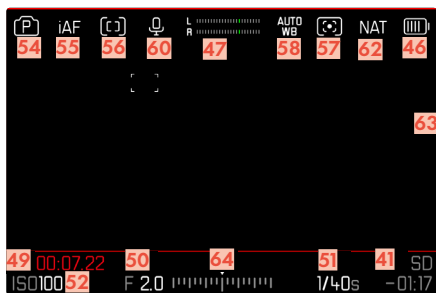 P iAF L R AUTO WB NAT
54 55 56 60 47 58 57 62 46
63
49 00:07.22 50 64 51 41 SD
ISO100 52 F 2.0 1/40s -01:17